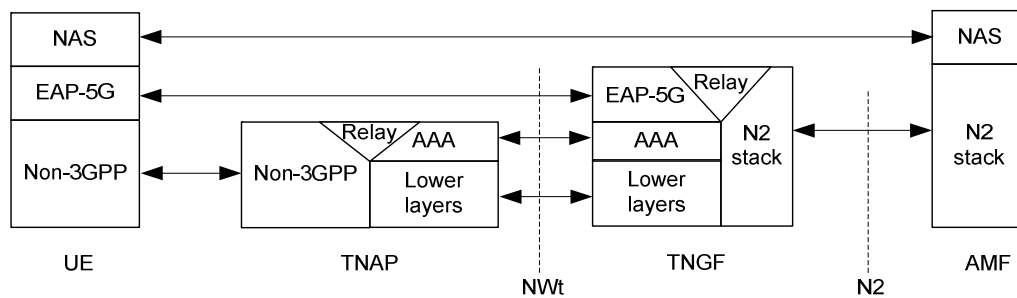 NAS
NAS
EAP-5G
EAP-5G
Relay
Relay
AAA
AAA
N2
stack
N2
stack
Non-3GPP
Non-3GPP
Lower
layers
Lower
layers
UE
TNAP
TNGF
AMF
NWt
N2